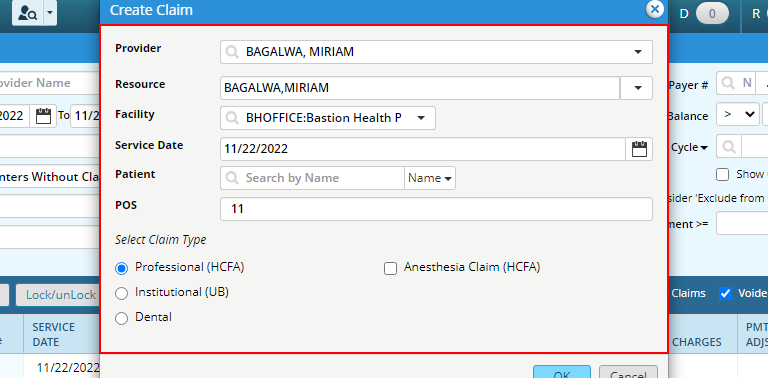 Create Claim
D 0 R
Provider BAGALWA, MIRIAM
ovider Name
Resource BAGALWA,MIRIAM
Payer # N
Facility BHOFFICE:Bastion Health P
2022 To 11/2
Balance >
Service Date 11/22/2022
Cycle
Patient Search by Name Name
nters Without Cla
Show
POS 11
sider 'Exclude from
ment >=
Select Claim Type
Professional (HCFA) Anesthesia Claim (HCFA)
Institutional (UB)
Lock/unLock
Claims Voide
Dental
SERVICE DATE
CHARGES
PMT ADJS
11/22/2022
OK Cancel